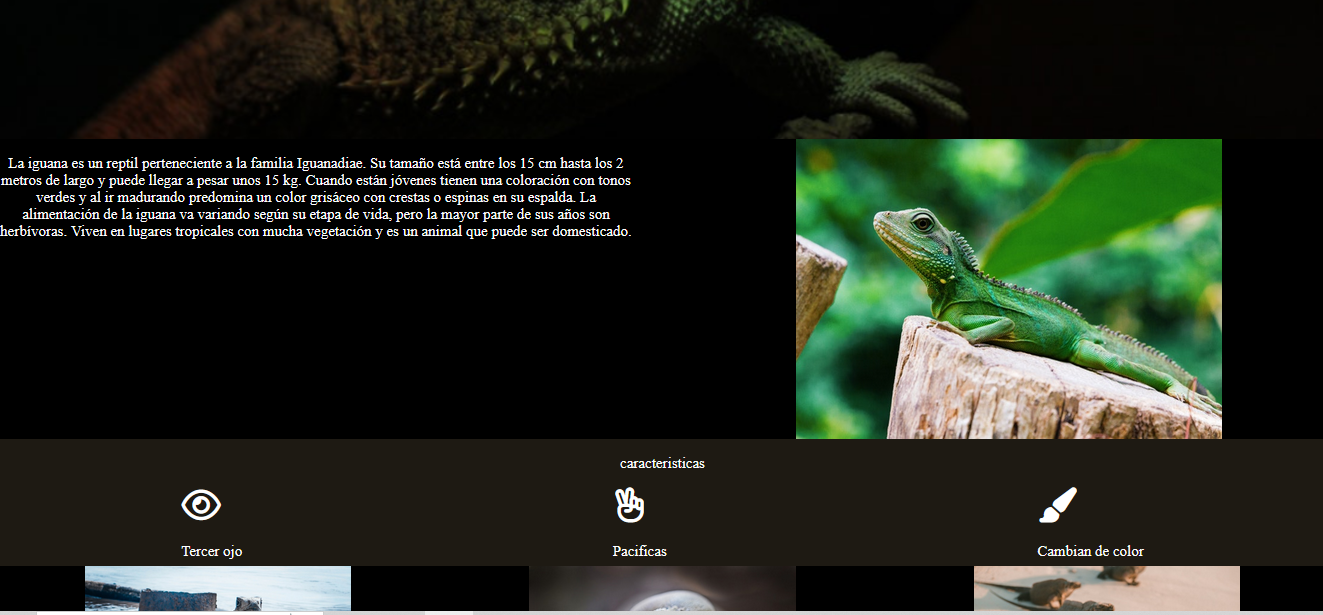 La iguana es un reptil perteneciente a la familia Iguanadiae. Su tamaño está entre los 15 cm hasta los 2
metros de largo y puede llegar a pesar unos 15 kg. Cuando están jóvenes tienen una coloración con tonos
verdes y al ir madurando predomina un color grisáceo con crestas o espinas en su espalda. La
alimentación de la iguana va variando según su etapa de vida, pero la mayor parte de sus años son
herbívoras. Viven en lugares tropicales con mucha vegetación y es un animal que puede ser domesticado.
caracteristicas
Tercer ojo
Pacificas
Cambian de color